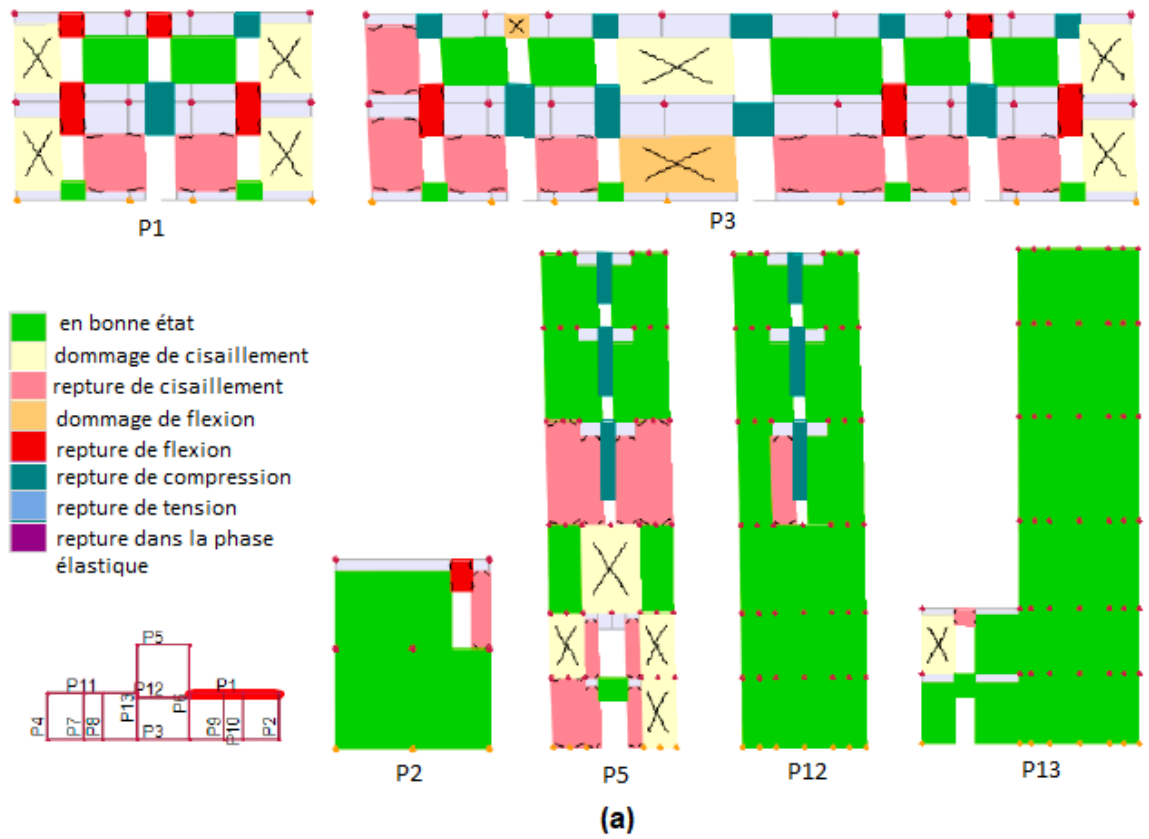 P1
P3
en bonne état
dommage de cisaillement
repture de cisaillement
dommage de flexion
repture de flexion
repture de compression
repture de tension
repture dans la phase
élastique
P5
P11
P12
P1
P4
P7
P8
P13
P6
P3
P9
P10
P2
P2
P5
P12
P13
(a)